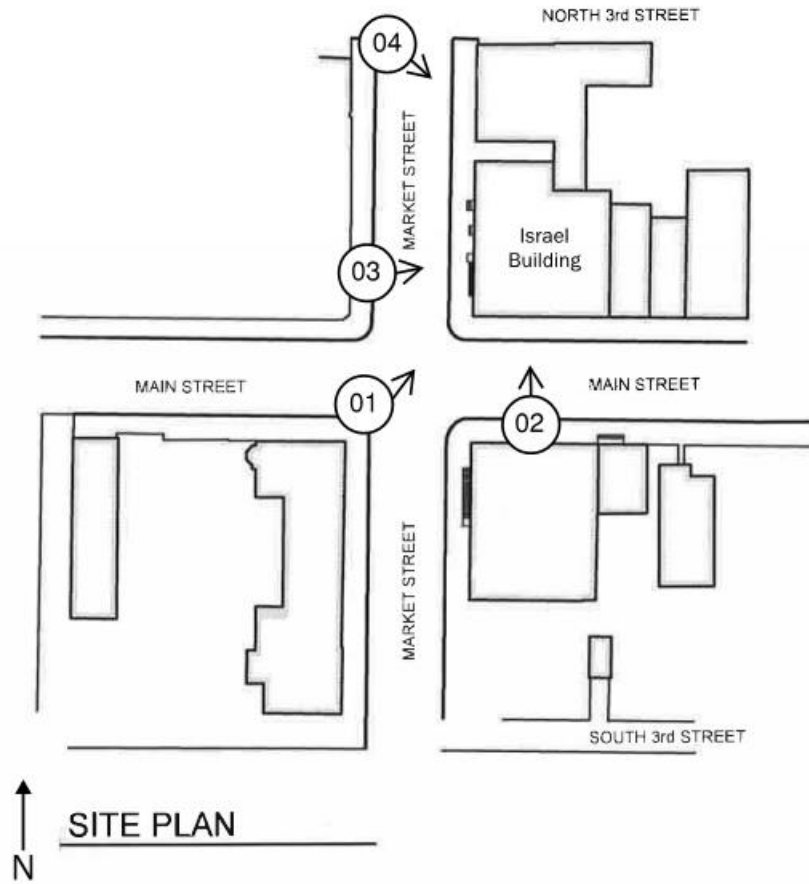 NORTH 3rd STREET
04
MARKET STREET
Israel
Building
03
MAIN STREET
MAIN STREET
01
02
MARKET STREET
SOUTH 3rd STREET
SITE PLAN
N